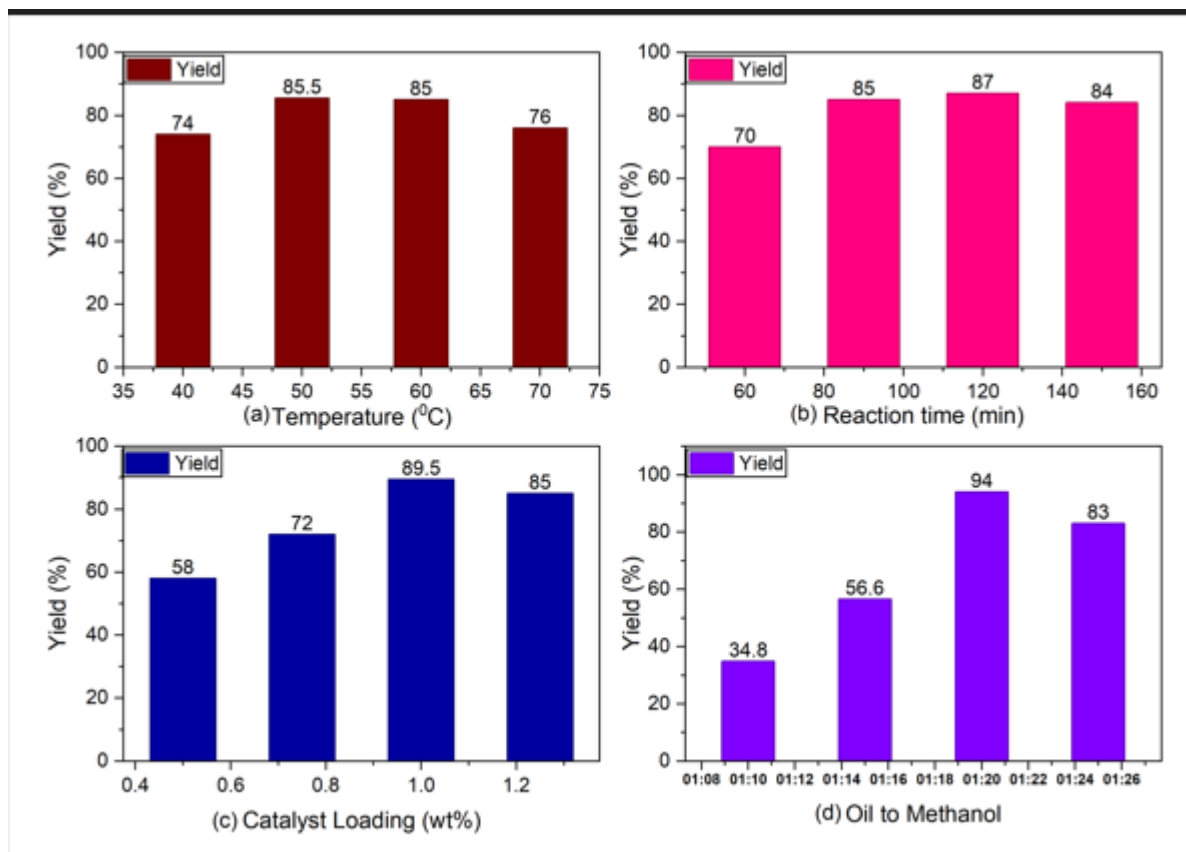 Yield
74
85.5
85
76
Yield (%)
0
20
40
60
80
100
35 40 45 50 55 60 65 70 75
(a) Temperature (⁰C)
Yield
70
85
87
84
Yield (%)
0
20
40
60
80
100
60 80 100 120 140 160
(b) Reaction time (min)
Yield
58
72
89.5
85
Yield (%)
0
20
40
60
80
100
0.4 0.6 0.8 1.0 1.2
(c) Catalyst Loading (wt%)
Yield
34.8
56.6
94
83
Yield (%)
0
20
40
60
80
100
01:08 01:10 01:12 01:14 01:16 01:18 01:20 01:22 01:24 01:26
(d) Oil to Methanol